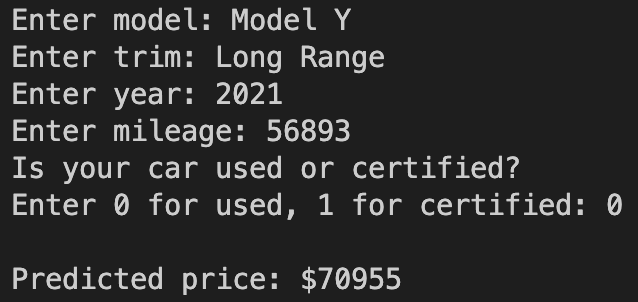 Enter model: Model Y
Enter trim: Long Range
Enter year: 2021
Enter mileage: 56893
Is your car used or certified?
Enter 0 for used, 1 for certified: 0
Predicted price: $70955